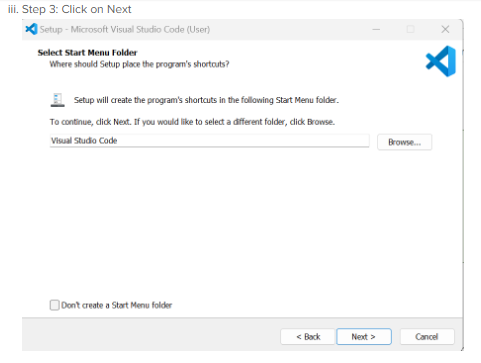 iii. Step 3: Click on Next
Setup - Microsoft Visual Studio Code (User)
Select Start Menu Folder
Where should Setup place the program's shortcuts?
Setup will create the program's shortcuts in the following Start Menu folder.
To continue, click Next. If you would like to select a different folder, click Browse.
Visual Studio Code
Browse...
Don't create a Start Menu folder
< Back
Next >
Cancel